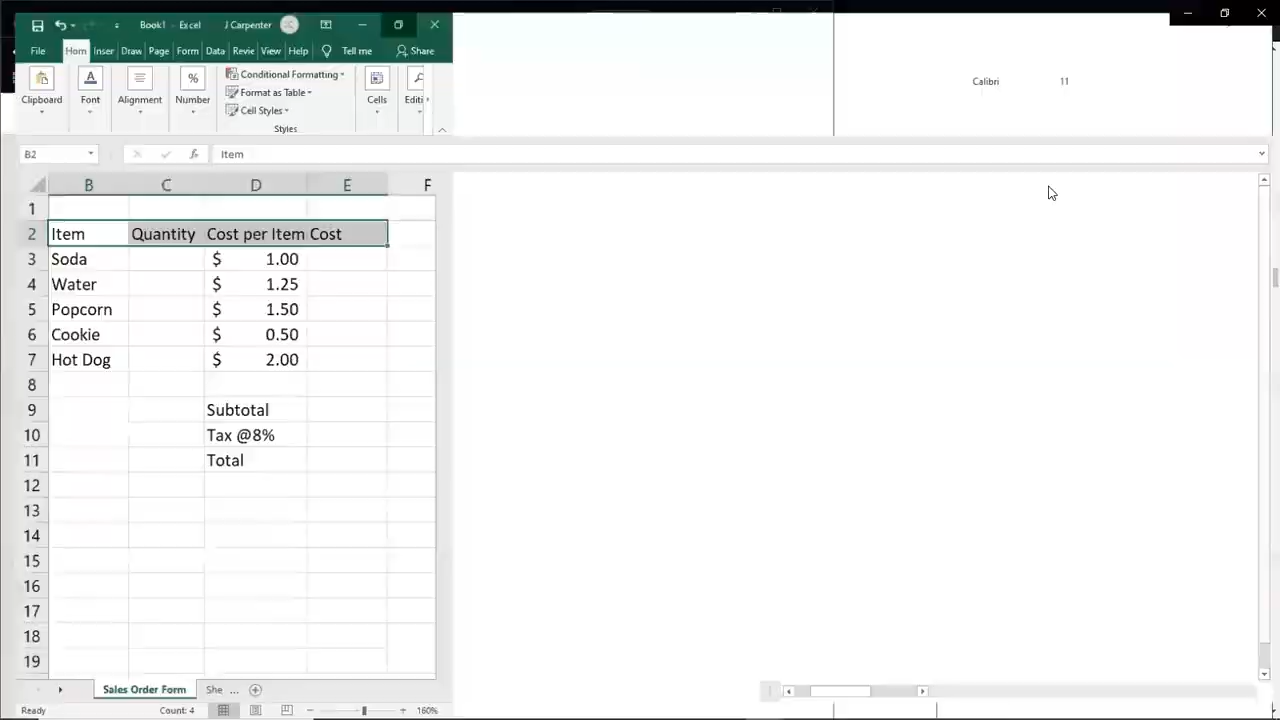 Book1 - Excel J Carpenter
File Hom Inser Draw Page Form Data Revie View Help Tell me Share
Calibri 11
Clipboard Font Alignment Number Conditional Formatting Format as Table Cell Styles Styles Cells Editi
B2 fx Item
B C D E F
1
2 Item Quantity Cost per Item Cost
3 Soda $ 1.00
4 Water $ 1.25
5 Popcorn $ 1.50
6 Cookie $ 0.50
7 Hot Dog $ 2.00
8
9 Subtotal
10 Tax @8%
11 Total
12
13
14
15
16
17
18
19
Sales Order Form She ...
Ready Count: 4 160%